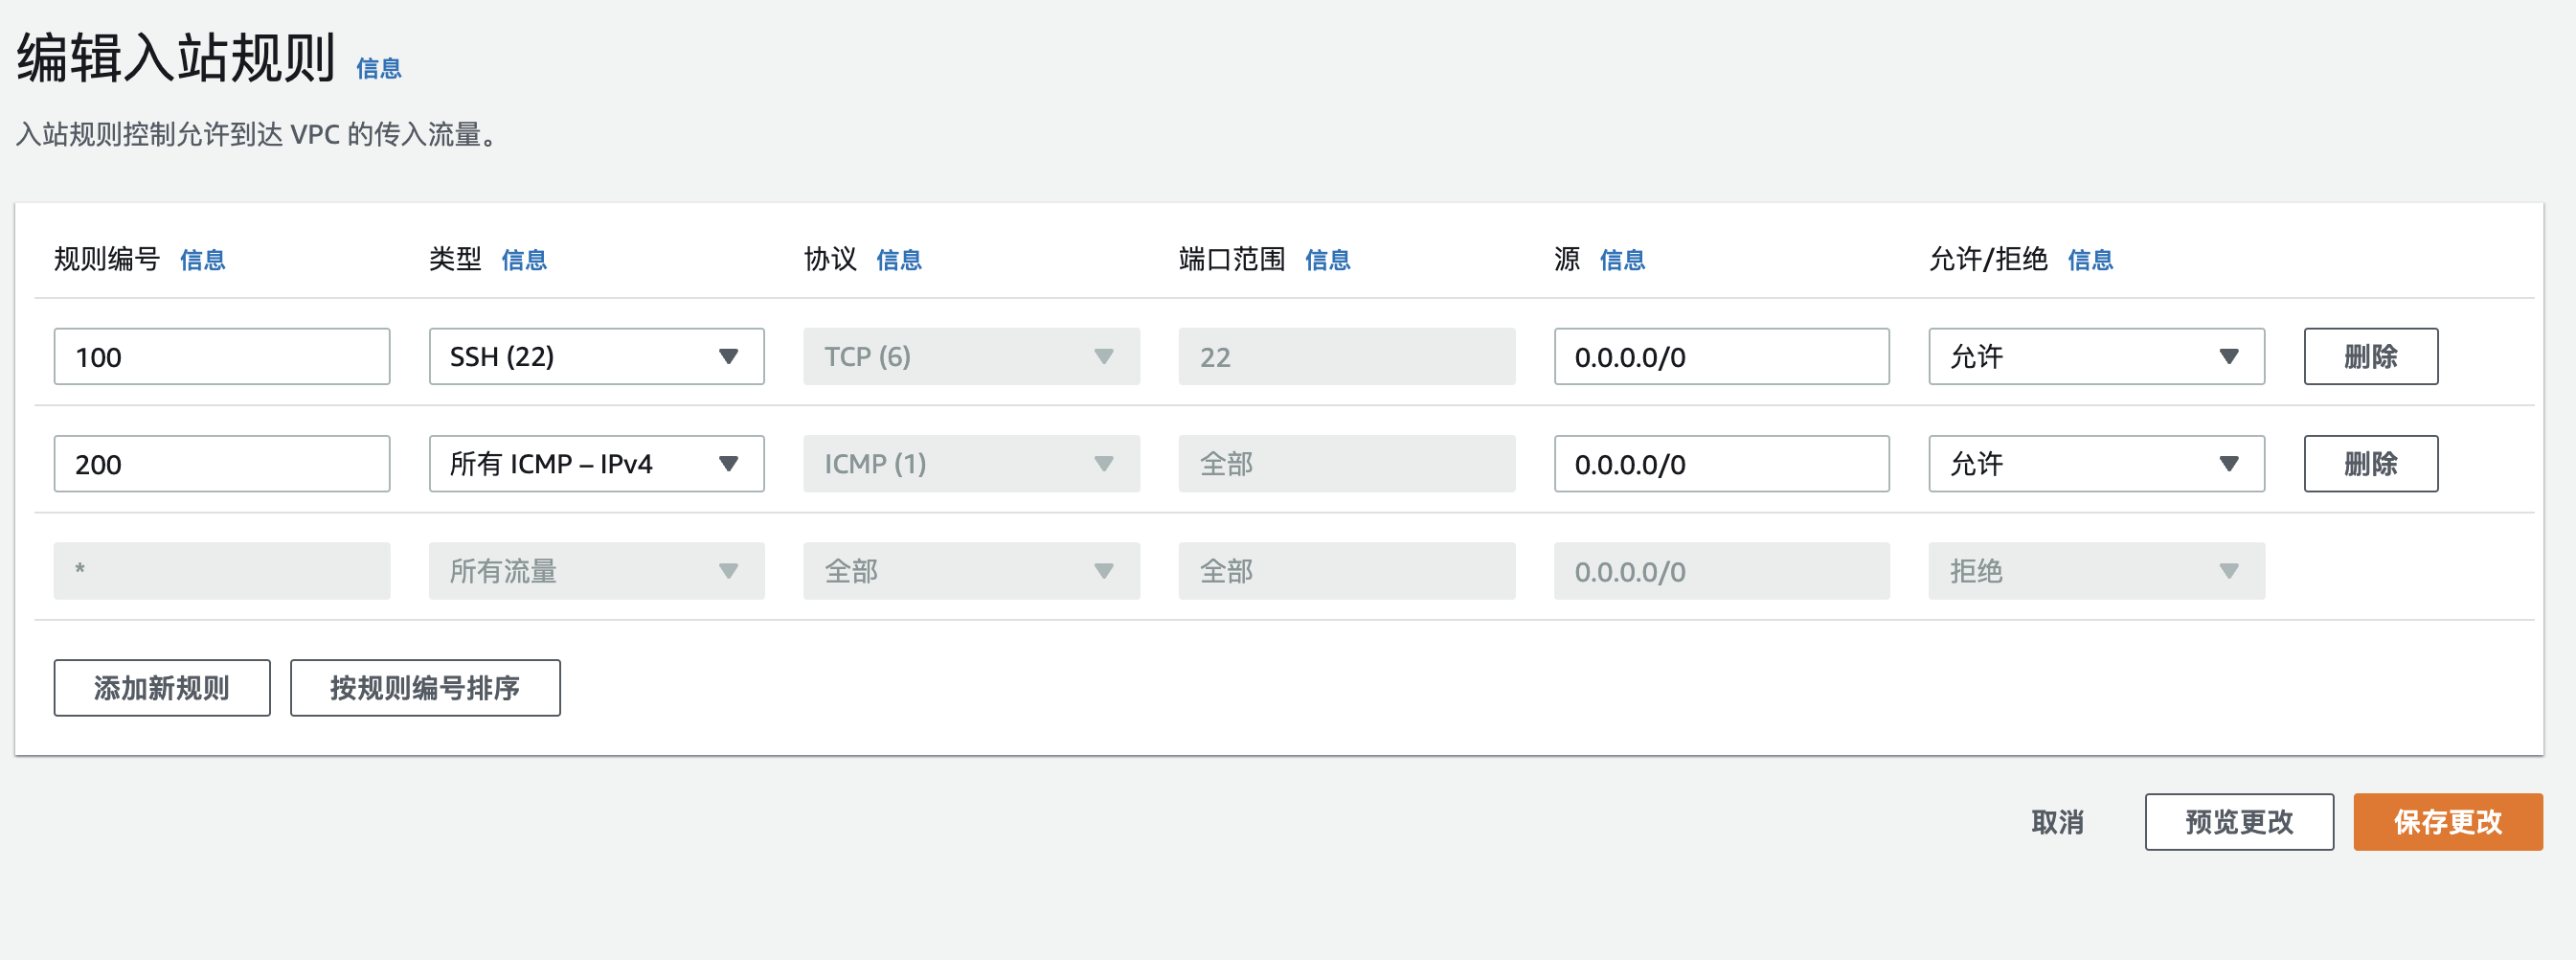 编辑入站规则 信息
入站规则控制允许到达 VPC 的传入流量。
规则编号 信息 类型 信息 协议 信息 端口范围 信息 源 信息 允许/拒绝 信息
100 SSH (22) TCP (6) 22 0.0.0.0/0 允许 删除
200 所有 ICMP – IPv4 ICMP (1) 全部 0.0.0.0/0 允许 删除
* 所有流量 全部 全部 0.0.0.0/0 拒绝
添加新规则 按规则编号排序
取消 预览更改 保存更改